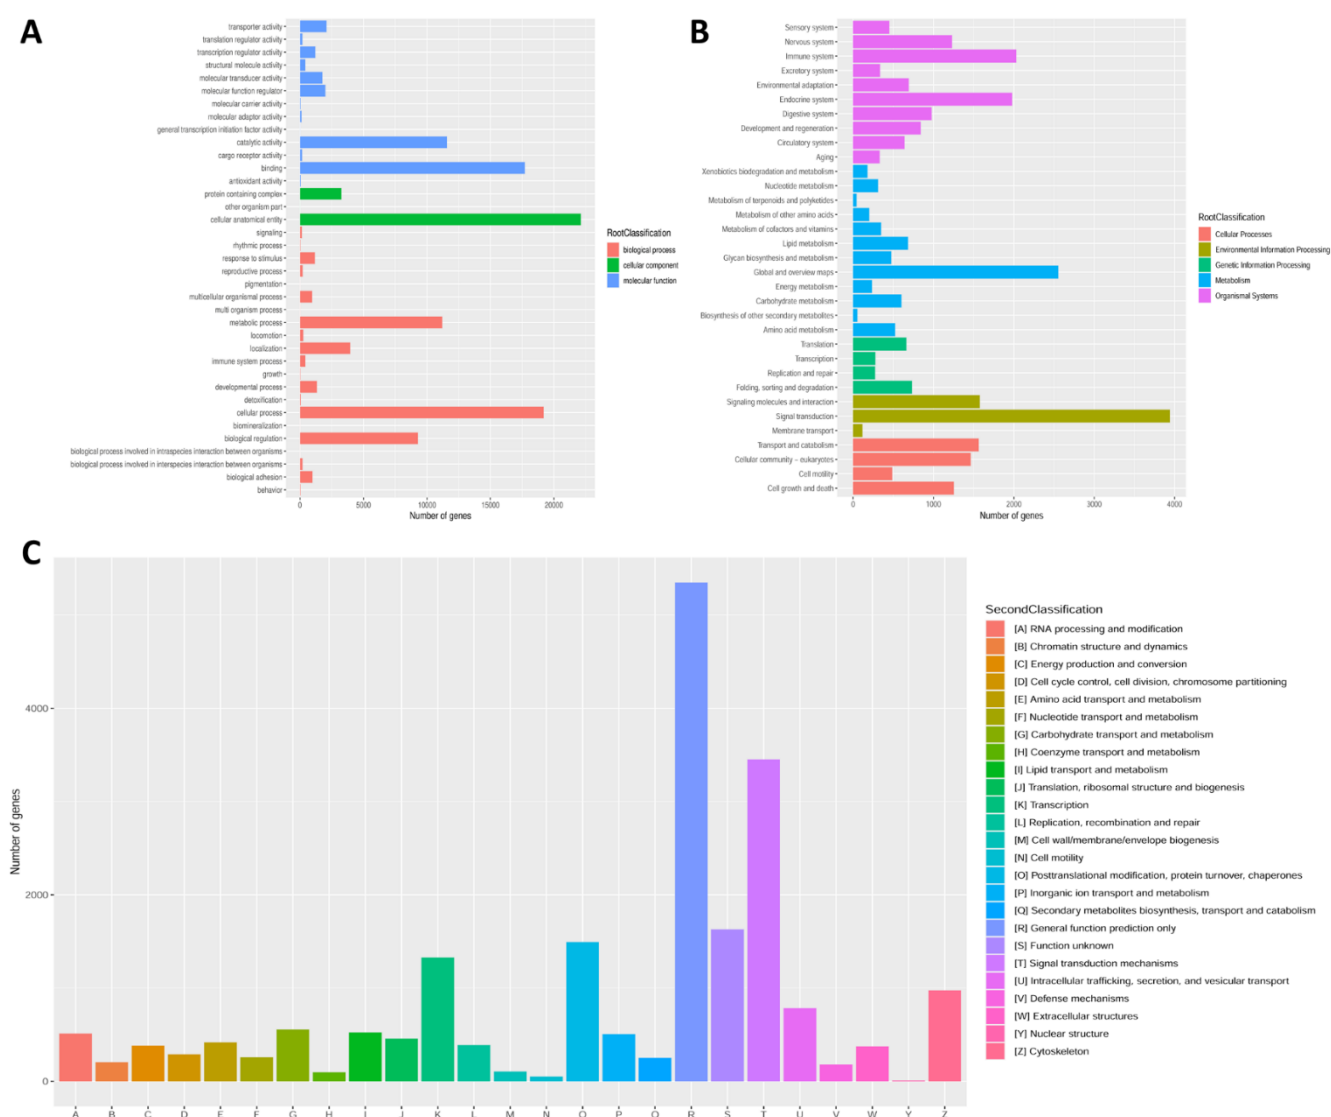 A
transporter activity
translation regulator activity
transcription regulator activity
structural molecule activity
molecular transducer activity
molecular function regulator
molecular carrier activity
molecular adaptor activity
general transcription initiation factor activity
catalytic activity
cargo receptor activity
binding
antioxidant activity
protein containing complex
other organism part
cellular anatomical entity
signaling
rhythmic process
response to stimulus
reproductive process
pigmentation
multicellular organismal process
multi organism process
metabolic process
locomotion
localization
immune system process
growth
developmental process
detoxification
cellular process
biomineralization
biological regulation
biological process involved in intraspecies interaction between organisms
biological process involved in interspecies interaction between organisms
biological adhesion
behavior
0 5000 10000 15000 20000
Number of genes
RootClassification
biological process
cellular component
molecular function
B
Sensory system
Nervous system
Immune system
Excretory system
Environmental adaptation
Endocrine system
Digestive system
Development and regeneration
Circulatory system
Aging
Xenobiotics biodegradation and metabolism
Nucleotide metabolism
Metabolism of terpenoids and polyketides
Metabolism of other amino acids
Metabolism of cofactors and vitamins
Lipid metabolism
Glycan biosynthesis and metabolism
Global and overview maps
Energy metabolism
Carbohydrate metabolism
Biosynthesis of other secondary metabolites
Amino acid metabolism
Translation
Transcription
Replication and repair
Folding, sorting and degradation
Signaling molecules and interaction
Signal transduction
Membrane transport
Transport and catabolism
Cellular community – eukaryotes
Cell motility
Cell growth and death
0 1000 2000 3000 4000
Number of genes
RootClassification
Cellular Processes
Environmental Information Processing
Genetic Information Processing
Metabolism
Organismal Systems
C
Number of genes
4000
2000
0
A B C D E F G H I J K L M N O P Q R S T U V W Y Z
SecondClassification
[A] RNA processing and modification
[B] Chromatin structure and dynamics
[C] Energy production and conversion
[D] Cell cycle control, cell division, chromosome partitioning
[E] Amino acid transport and metabolism
[F] Nucleotide transport and metabolism
[G] Carbohydrate transport and metabolism
[H] Coenzyme transport and metabolism
[I] Lipid transport and metabolism
[J] Translation, ribosomal structure and biogenesis
[K] Transcription
[L] Replication, recombination and repair
[M] Cell wall/membrane/envelope biogenesis
[N] Cell motility
[O] Posttranslational modification, protein turnover, chaperones
[P] Inorganic ion transport and metabolism
[Q] Secondary metabolites biosynthesis, transport and catabolism
[R] General function prediction only
[S] Function unknown
[T] Signal transduction mechanisms
[U] Intracellular trafficking, secretion, and vesicular transport
[V] Defense mechanisms
[W] Extracellular structures
[Y] Nuclear structure
[Z] Cytoskeleton